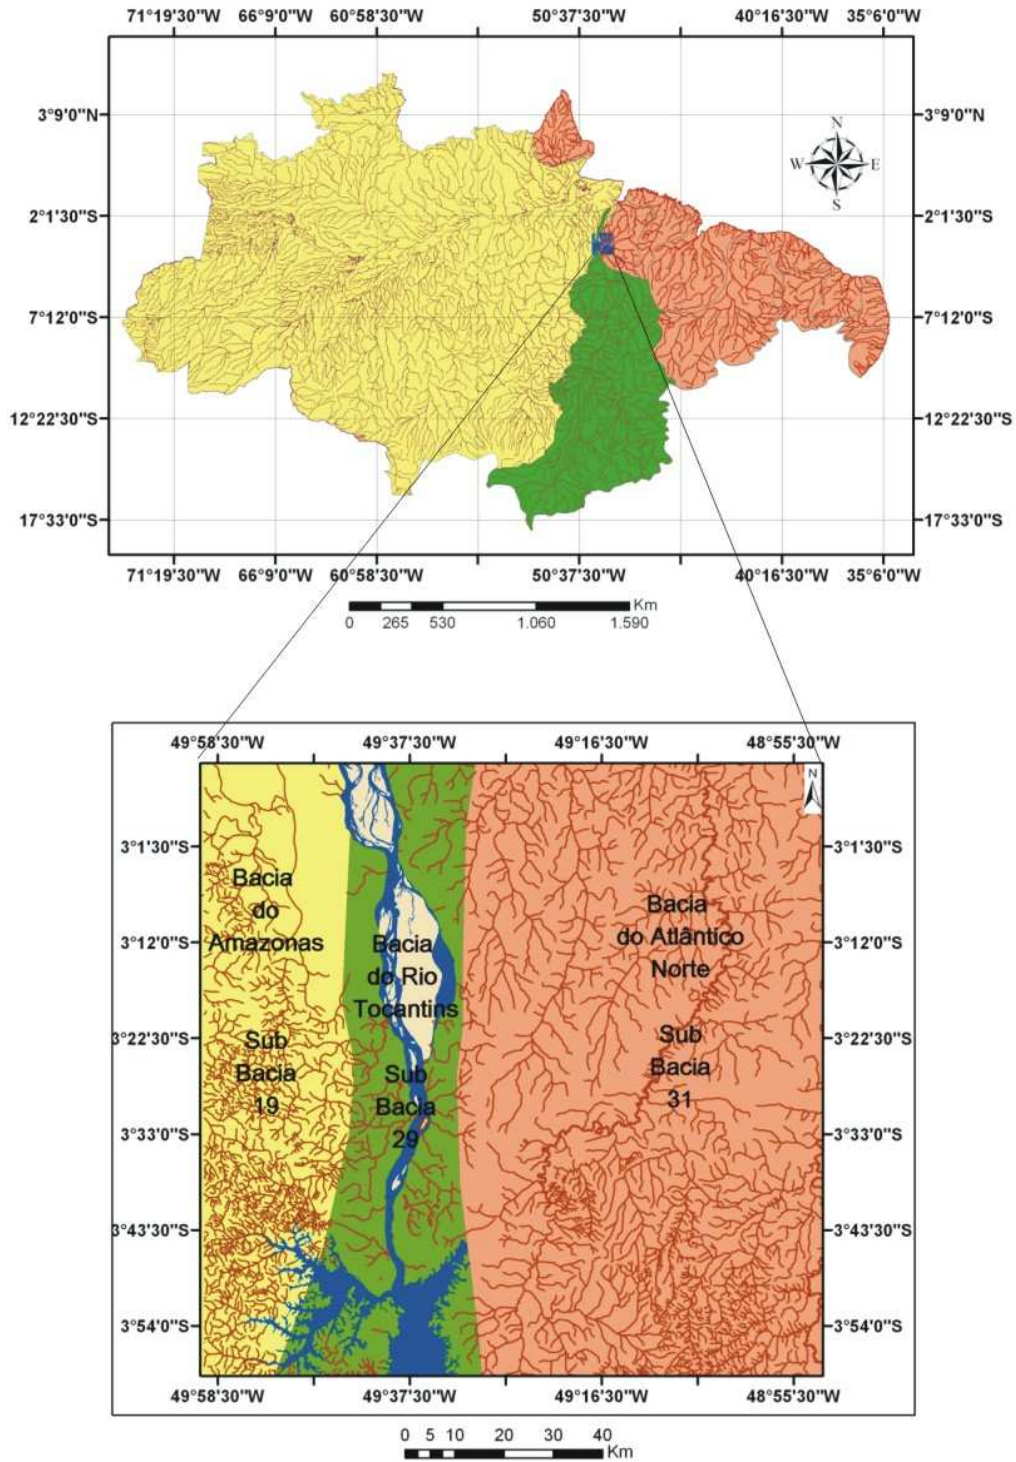 71°19'30"W 66°9'0"W 60°58'30"W 50°37'30"W 40°16'30"W 35°6'0"W
3°9'0"N 3°9'0"N
N
W E
S
2°1'30"S 2°1'30"S
7°12'0"S 7°12'0"S
12°22'30"S 12°22'30"S
17°33'0"S 17°33'0"S
71°19'30"W 66°9'0"W 60°58'30"W 50°37'30"W 40°16'30"W 35°6'0"W
Km
0 265 530 1.060 1.590
49°58'30"W 49°37'30"W 49°16'30"W 48°55'30"W
N
3°1'30"S 3°1'30"S
Bacia
do
Amazonas
Bacia
do Rio
Tocantins
Bacia
do Atlântico
Norte
3°12'0"S 3°12'0"S
3°22'30"S 3°22'30"S
Sub
Bacia
19
Sub
Bacia
29
Sub
Bacia
31
3°33'0"S 3°33'0"S
3°43'30"S 3°43'30"S
3°54'0"S 3°54'0"S
49°58'30"W 49°37'30"W 49°16'30"W 48°55'30"W
0 5 10 20 30 40
Km